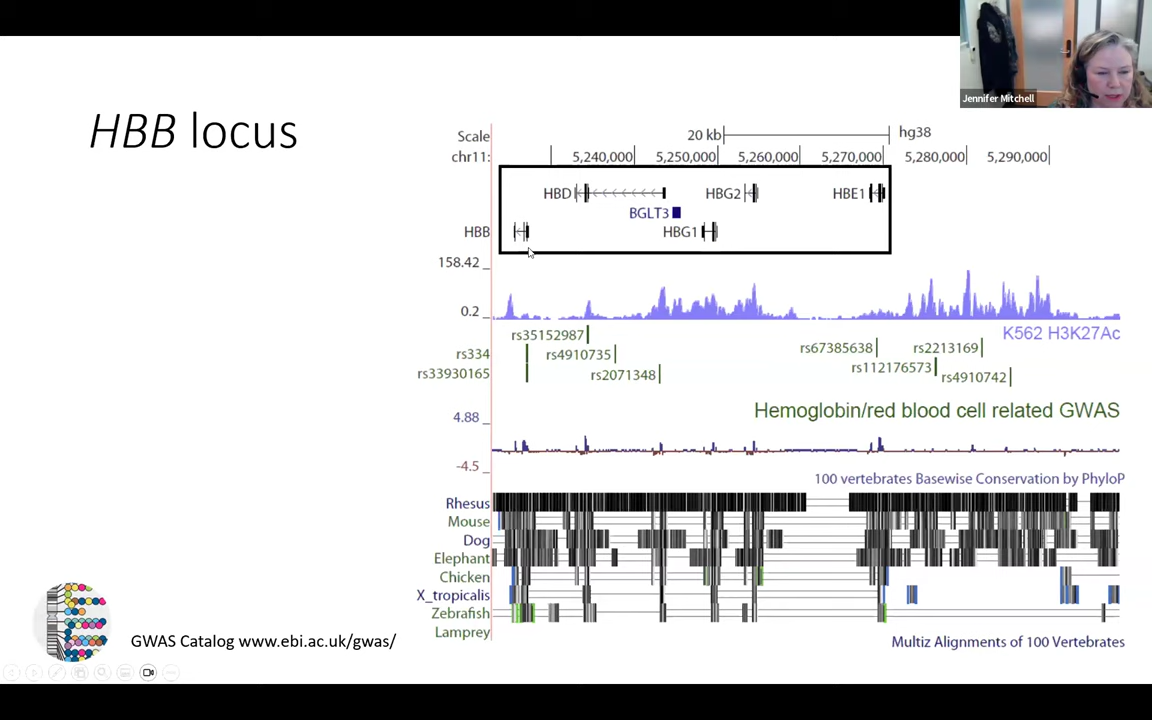 Jennifer Mitchell
HBB locus
Scale
20 kb
hg38
chr11:
5,240,000
5,250,000
5,260,000
5,270,000
5,280,000
5,290,000
HBD
HBG2
HBE1
BGLT3
HBB
HBG1
158.42
0.2
K562 H3K27Ac
rs35152987
rs334
rs4910735
rs67385638
rs2213169
rs33930165
rs2071348
rs112176573
rs4910742
Hemoglobin/red blood cell related GWAS
4.88
-4.5
100 vertebrates Basewise Conservation by PhyloP
Rhesus
Mouse
Dog
Elephant
Chicken
X_tropicalis
Zebrafish
Lamprey
Multiz Alignments of 100 Vertebrates
GWAS Catalog www.ebi.ac.uk/gwas/